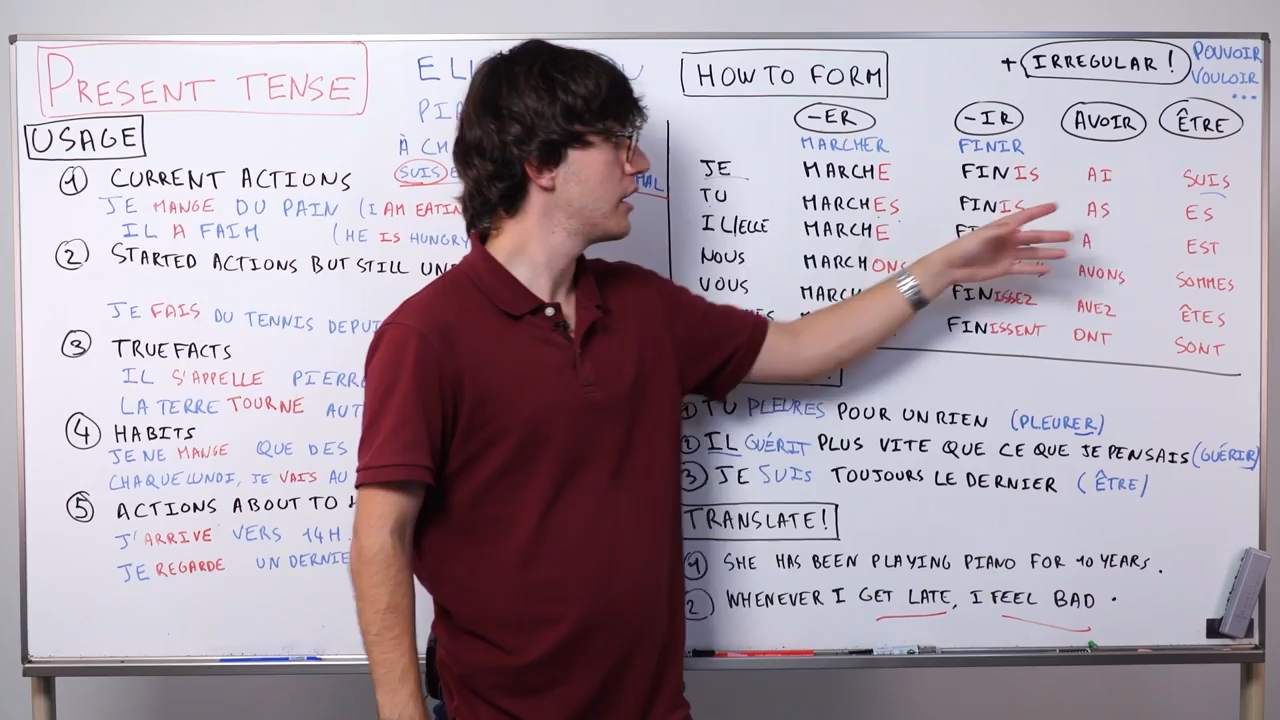 PRESENT TENSE
USAGE
1 CURRENT ACTIONS
JE MANGE DU PAIN (I AM EATIN
IL A FAIM (HE IS HUNGRY
2 STARTED ACTIONS BUT STILL
JE FAIS DU TENNIS DEPUI
3 TRUE FACTS
IL S'APPELLE PIERR
LA TERRE TOURNE AUT
4 HABITS
JE NE MANGE QUE DES
CHAQUE LUNDI, JE VAIS AU
5 ACTIONS ABOUT TO
J'ARRIVE VERS 14H.
JE REGARDE UN DERNIE
À CH
SUIS
HOW TO FORM
+ IRREGULAR! POUVOIR
VOULOIR
...
-ER -IR AVOIR ÊTRE
MARCHER FINIR
JE MARCHE FINIS AI SUIS
TU MARCHES FINIS AS ES
IL/ELLE MARCHE A EST
NOUS MARCHONS AVONS SOMMES
VOUS FINISSEZ AVEZ ÊTES
FINISSENT ONT SONT
1 TU PLEURES POUR UN RIEN (PLEURER)
2 IL GUÉRIT PLUS VITE QUE CE QUE JE PENSAIS (GUÉRIR)
3 JE SUIS TOUJOURS LE DERNIER (ÊTRE)
TRANSLATE!
1 SHE HAS BEEN PLAYING PIANO FOR 10 YEARS.
2 WHENEVER I GET LATE, I FEEL BAD.